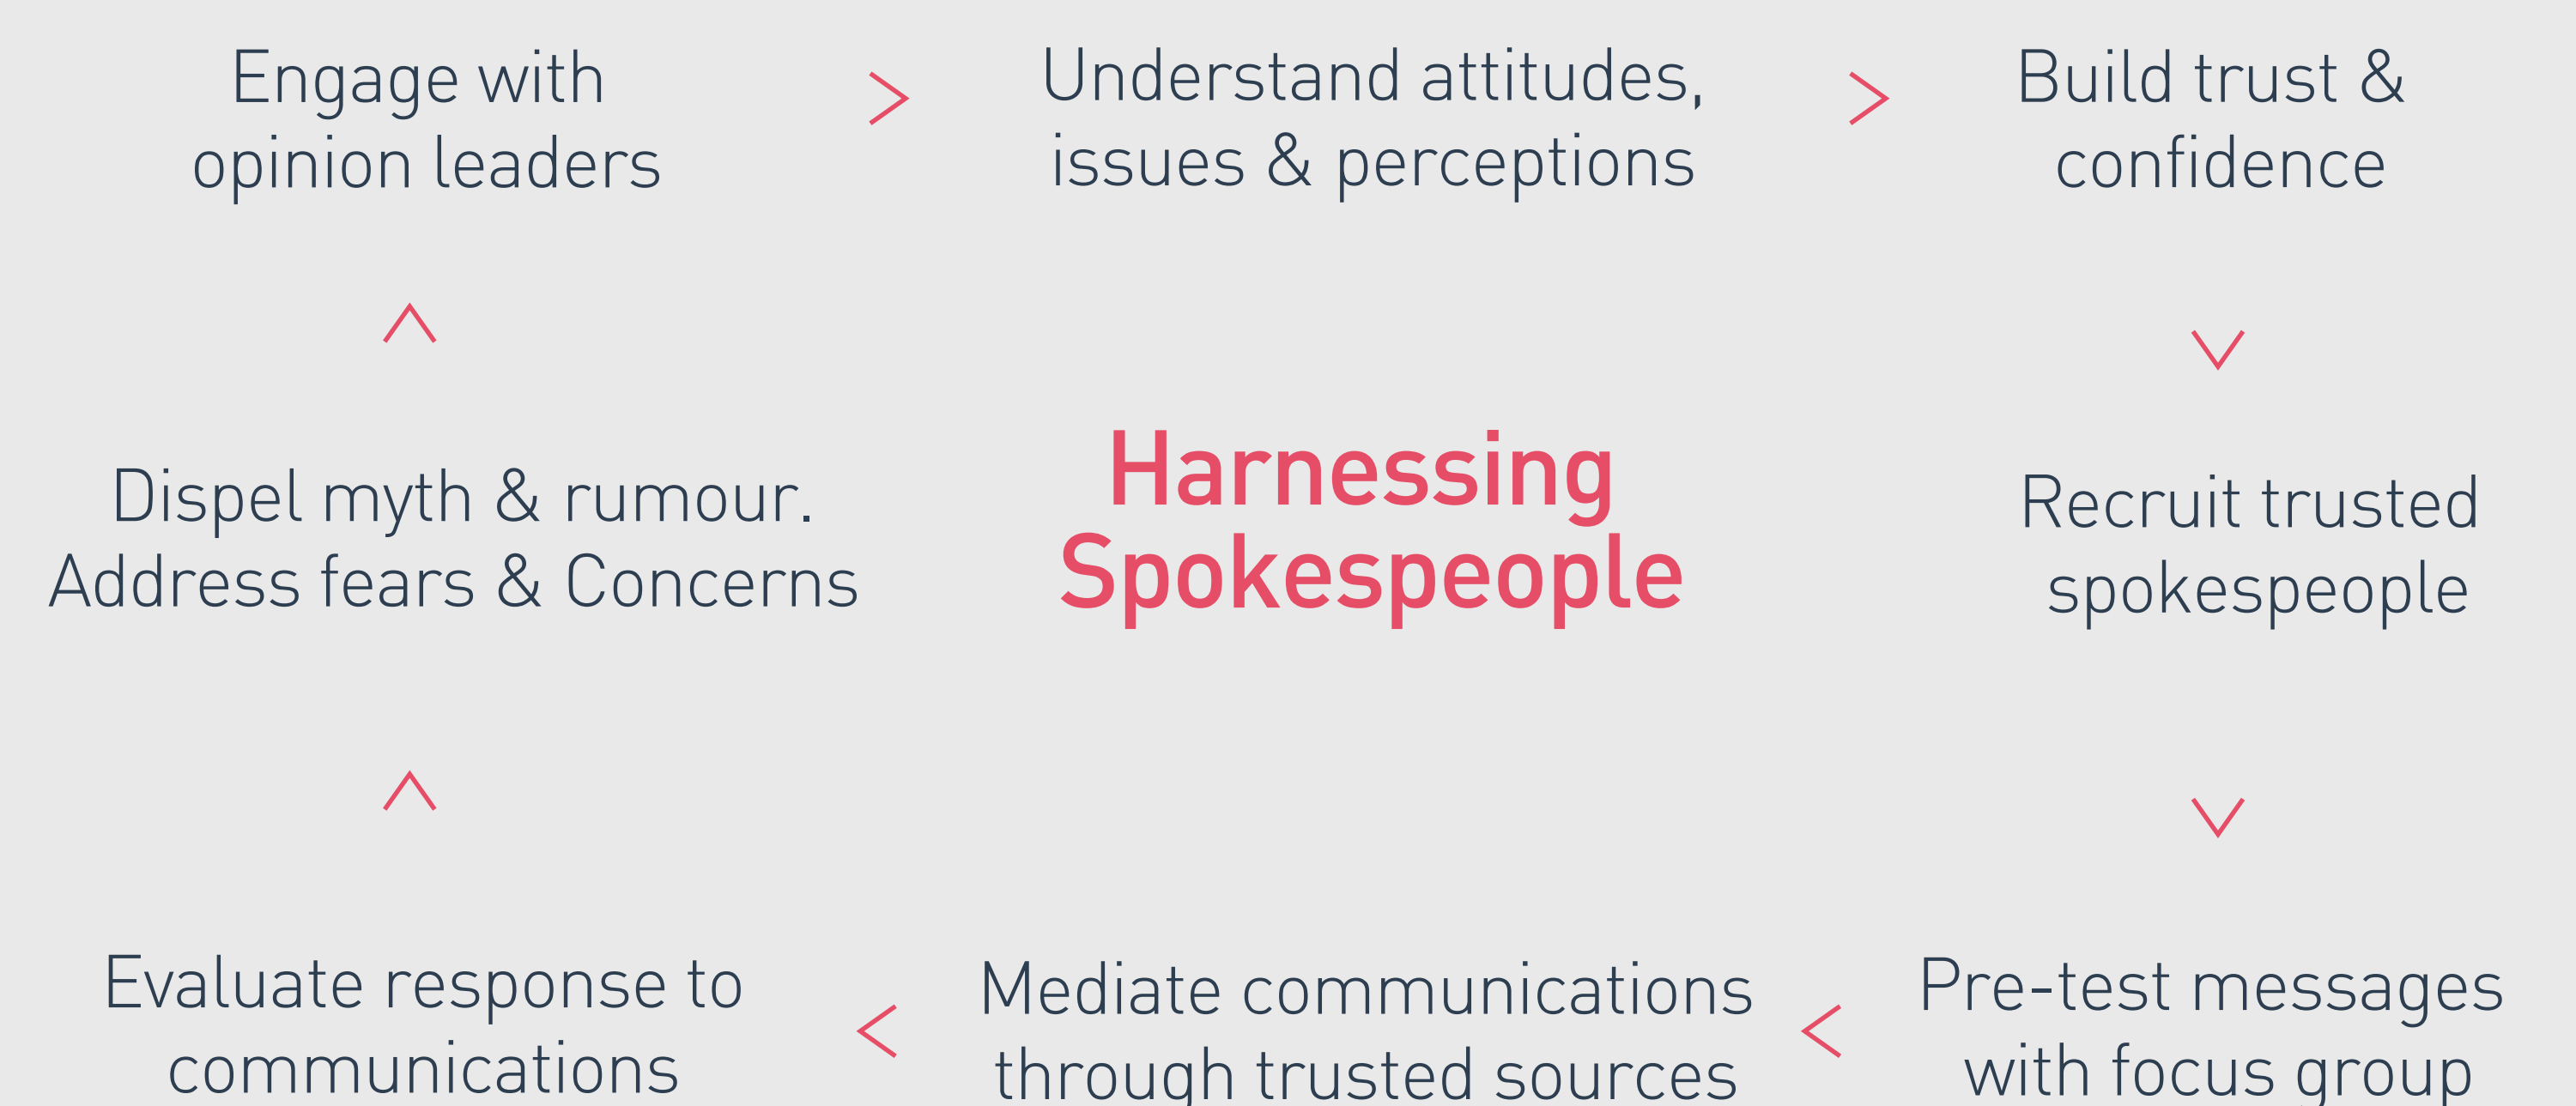 Engage with
opinion leaders
Understand attitudes,
issues & perceptions
Build trust &
confidence
Dispel myth & rumour.
Address fears & Concerns
Harnessing
Spokespeople
Recruit trusted
spokespeople
Evaluate response to
communications
Mediate communications
through trusted sources
Pre-test messages
with focus group